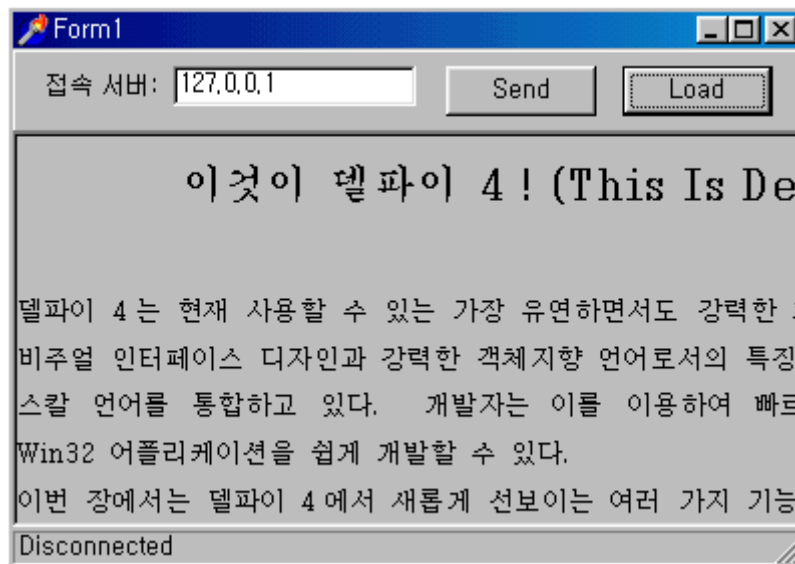 Form1
접속 서버: 127.0.0.1 Send Load
이것이 델파이 4 ! (This Is De
델파이 4 는 현재 사용할 수 있는 가장 유연하면서도 강력한
비주얼 인터페이스 디자인과 강력한 객체지향 언어로서의 특징
스칼 언어를 통합하고 있다. 개발자는 이를 이용하여 빠르
Win32 어플리케이션을 쉽게 개발할 수 있다.
이번 장에서는 델파이 4 에서 새롭게 선보이는 여러 가지 기능
Disconnected